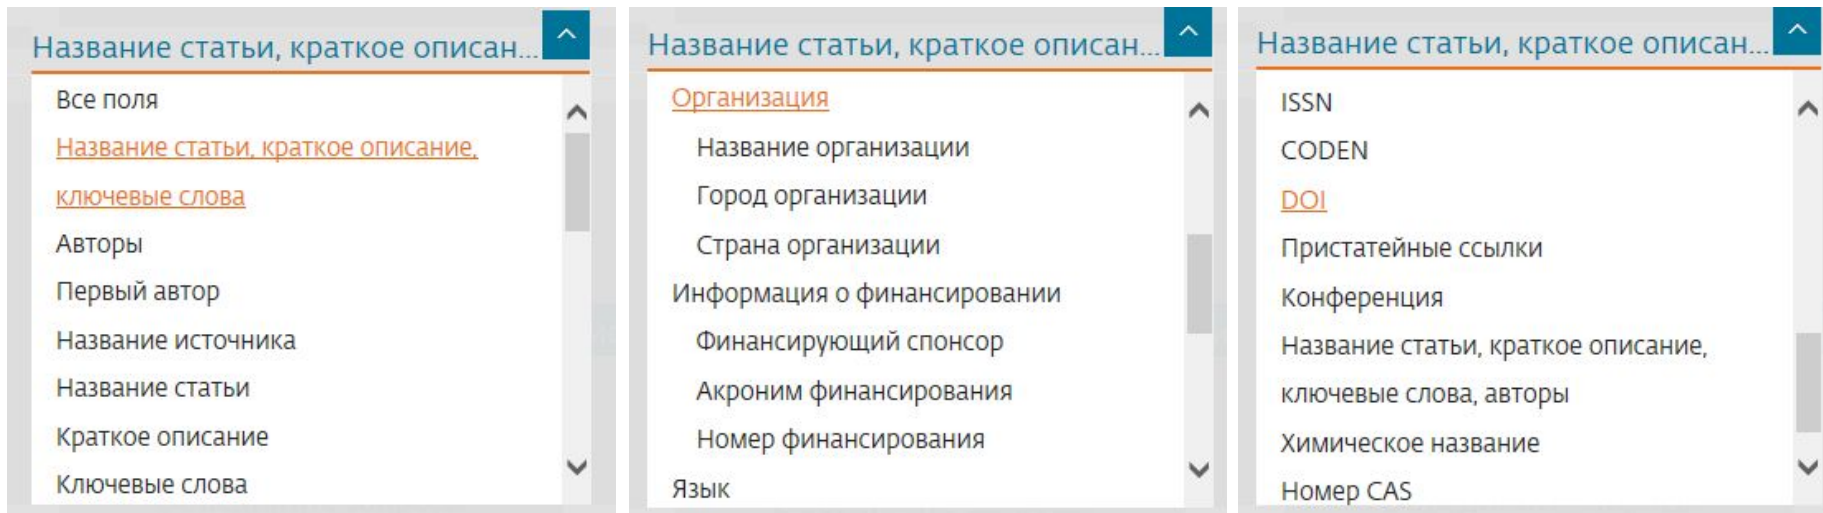 Название статьи, краткое описан...
Все поля
Название статьи, краткое описание,
ключевые слова
Авторы
Первый автор
Название источника
Название статьи
Краткое описание
Ключевые слова
Название статьи, краткое описан...
Организация
Название организации
Город организации
Страна организации
Информация о финансировании
Финансирующий спонсор
Акроним финансирования
Номер финансирования
Язык
Название статьи, краткое описан...
ISSN
CODEN
DOI
Пристатейные ссылки
Конференция
Название статьи, краткое описание,
ключевые слова, авторы
Химическое название
Номер CAS